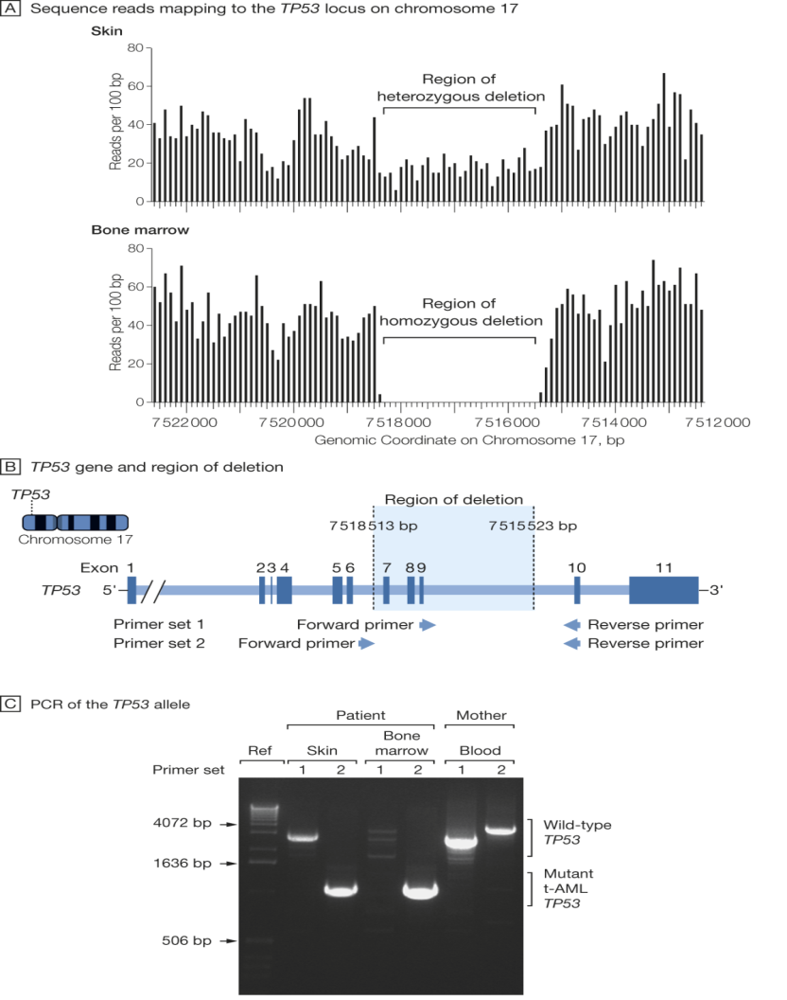 A Sequence reads mapping to the TP53 locus on chromosome 17
Skin
80
60
40
20
0
Reads per 100 bp
Region of
heterozygous deletion
Bone marrow
80
60
40
20
0
Reads per 100 bp
Region of
homozygous deletion
7522000 7520000 7518000 7516000 7514000 7512000
Genomic Coordinate on Chromosome 17, bp
B TP53 gene and region of deletion
TP53
Chromosome 17
Region of deletion
7518513 bp 7515523 bp
Exon 1 2 3 4 5 6 7 8 9 10 11
TP53 5' 3'
Primer set 1 Forward primer Reverse primer
Primer set 2 Forward primer Reverse primer
C PCR of the TP53 allele
Patient Mother
Ref Skin Bone marrow Blood
Primer set 1 2 1 2 1 2
4072 bp
1636 bp
506 bp
Wild-type
TP53
Mutant
t-AML
TP53